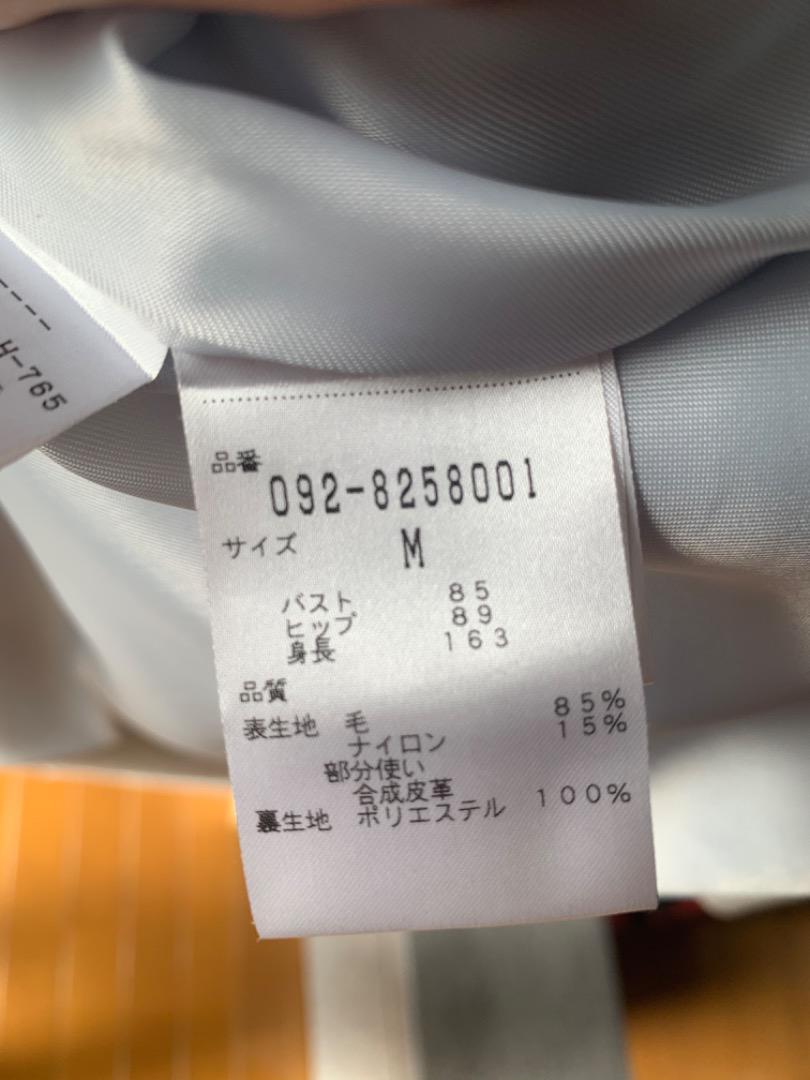 H-765
品番
092-8258001
サイズ M
バスト 85
ヒップ 89
身長 163
品質
表生地 毛 85%
ナイロン 15%
部分使い
合成皮革
裏生地 ポリエステル 100%